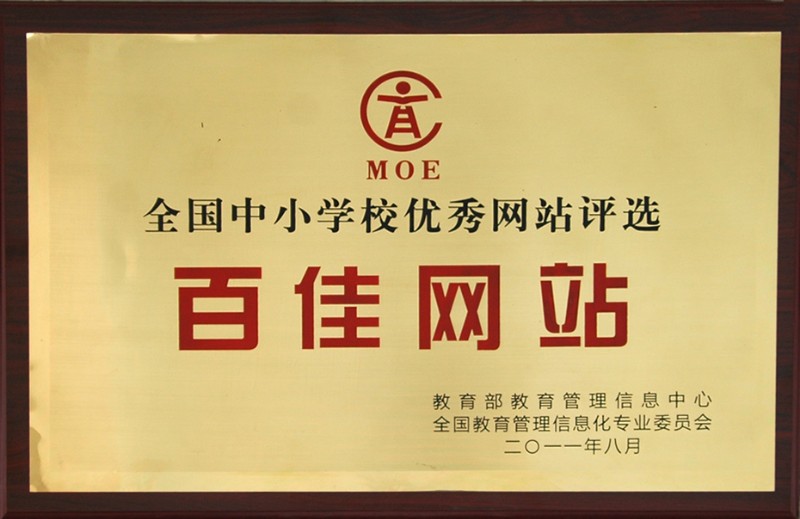 MOE
全国中小学校优秀网站评选
百佳网站
教育部教育管理信息中心
全国教育管理信息化专业委员会
二〇一一年八月